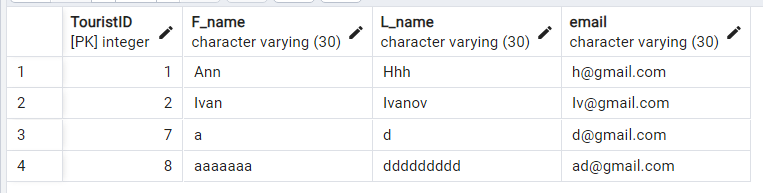 TouristID F_name L_name email
[PK] integer character varying (30) character varying (30) character varying (30)
1 1 Ann Hhh h@gmail.com
2 2 Ivan Ivanov Iv@gmail.com
3 7 a d d@gmail.com
4 8 aaaaaaa ddddddddd ad@gmail.com